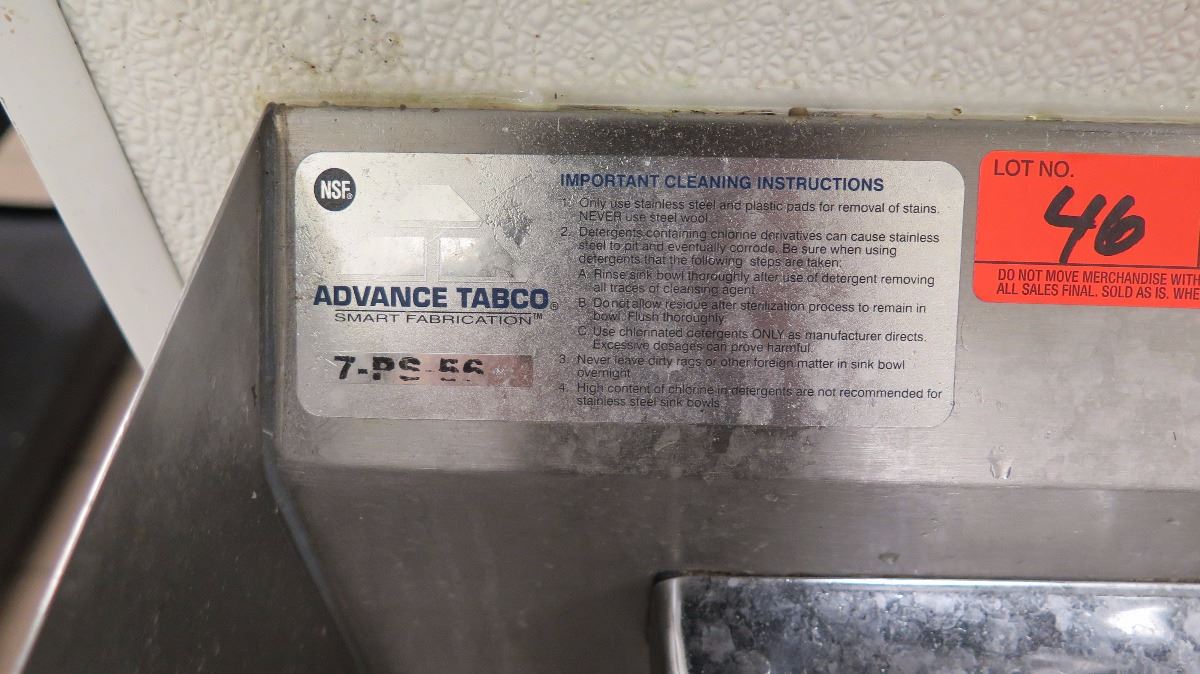 NSF®
ADVANCE TABCO®
SMART FABRICATION™
7-PS-56
IMPORTANT CLEANING INSTRUCTIONS
1. Only use stainless steel and plastic pads for removal of stains.
NEVER use steel wool.
2. Detergents containing chlorine derivatives can cause stainless
steel to pit and eventually corrode. Be sure when using
detergents that the following steps are taken:
A. Rinse sink bowl thoroughly after use of detergent removing
all traces of cleansing agent.
B. Do not allow residue after sterilization process to remain in
bowl. Flush thoroughly.
C. Use chlorinated detergents ONLY as manufacturer directs.
Excessive dosages can prove harmful.
3. Never leave dirty rags or other foreign matter in sink bowl
overnight.
4. High content of chlorine in detergents are not recommended for
stainless steel sink bowls.
LOT NO.
46
DO NOT MOVE MERCHANDISE WITH
ALL SALES FINAL. SOLD AS IS. WHE